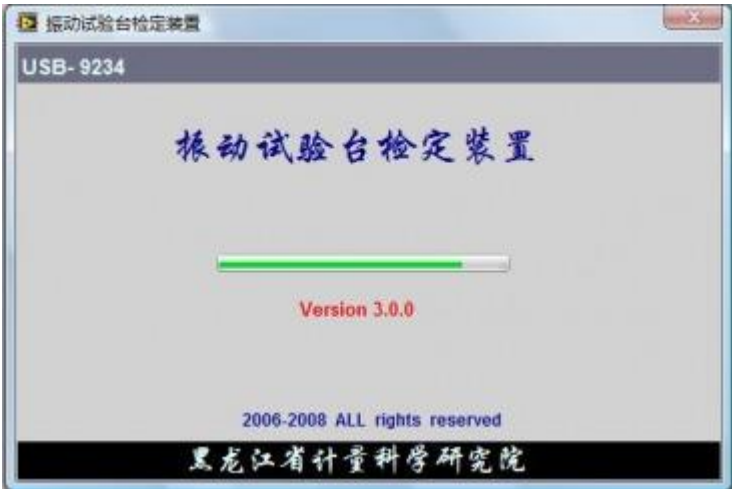 振动试验台检定装置
USB- 9234
振动试验台检定装置
Version 3.0.0
2006-2008 ALL rights reserved
黑龙江省计量科学研究院